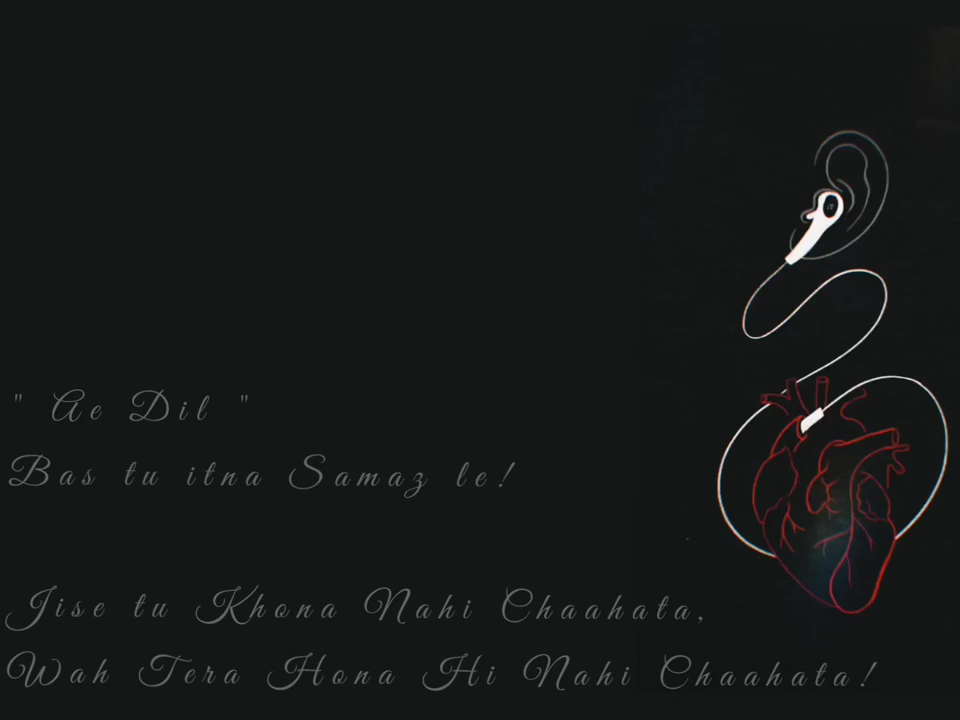 " Ae Dil "
Bas tu itna Samaz le!
Jise tu Khona Nahi Chaahata,
Wah Tera Hona Hi Nahi Chaahata!